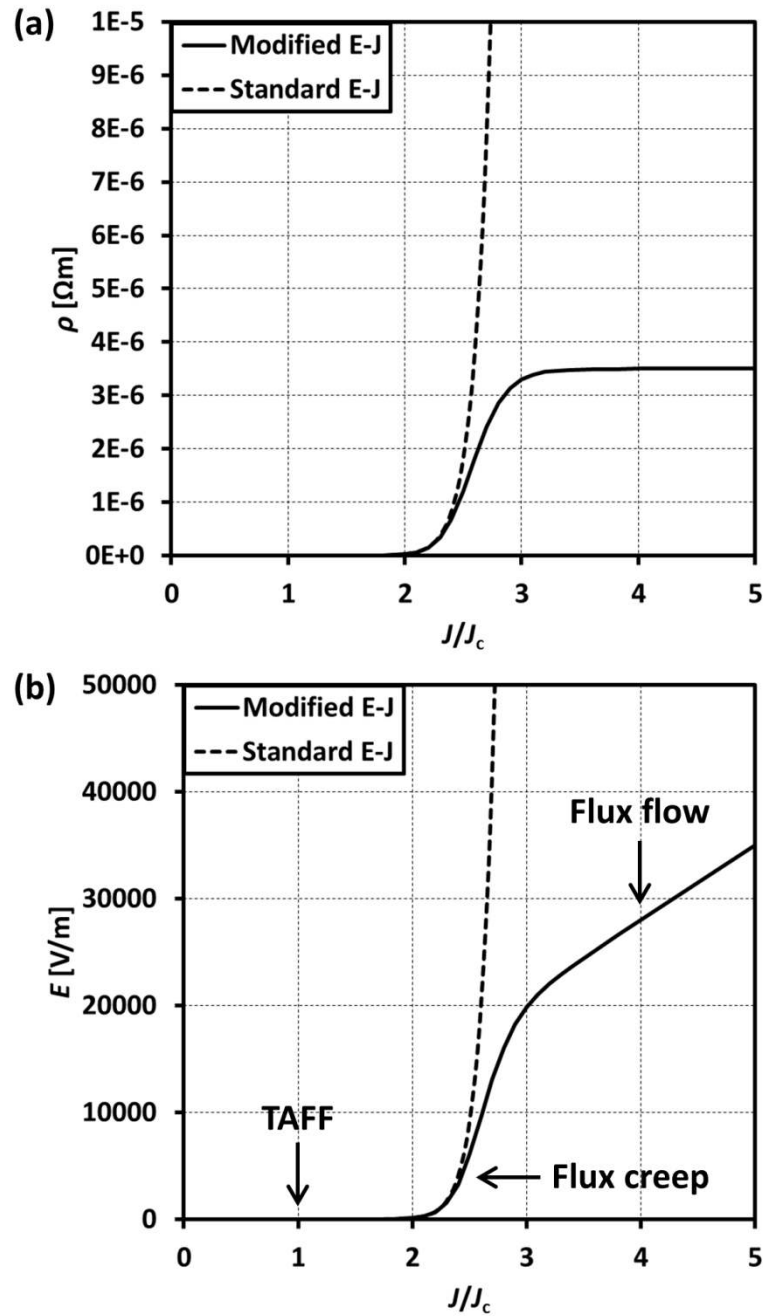 (a)
Modified E-J
Standard E-J
1E-5
9E-6
8E-6
7E-6
6E-6
5E-6
4E-6
3E-6
2E-6
1E-6
0E+0
ρ [Ωm]
0 1 2 3 4 5
J/Jc
(b)
Modified E-J
Standard E-J
50000
40000
30000
20000
10000
0
E [V/m]
Flux flow
TAFF
Flux creep
0 1 2 3 4 5
J/Jc